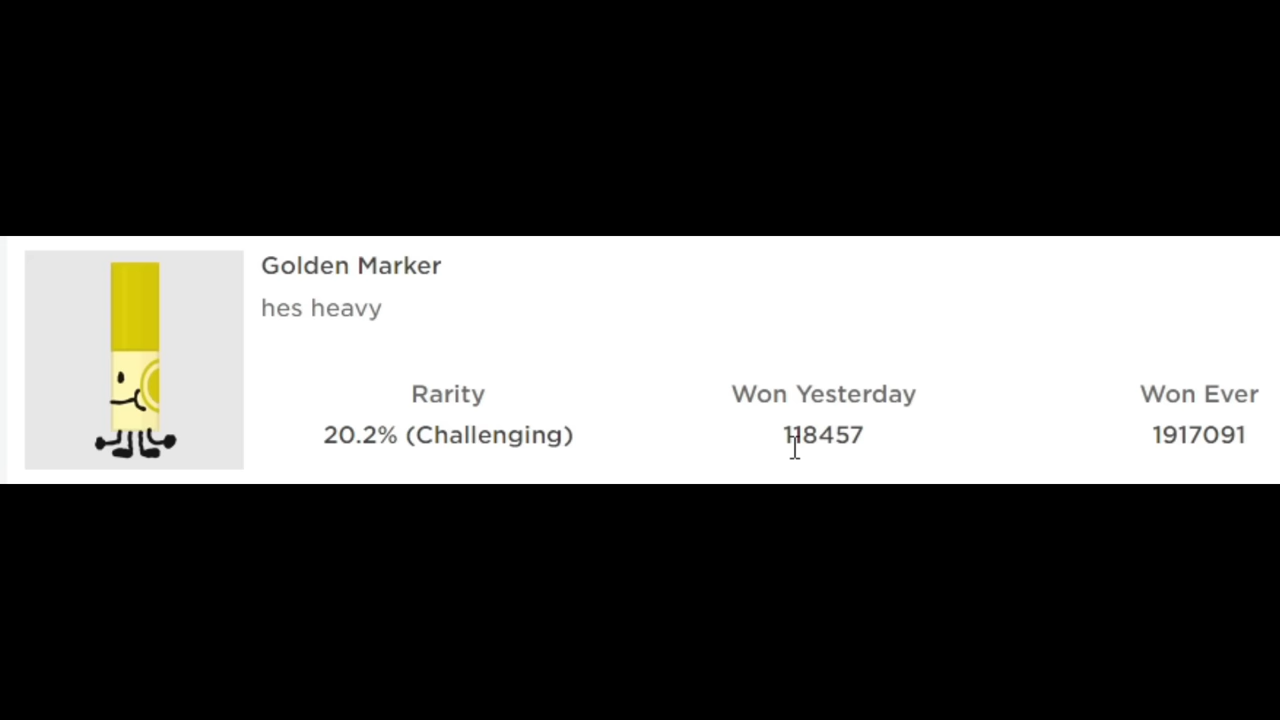 Golden Marker
hes heavy
Rarity Won Yesterday Won Ever
20.2% (Challenging) 118457 1917091